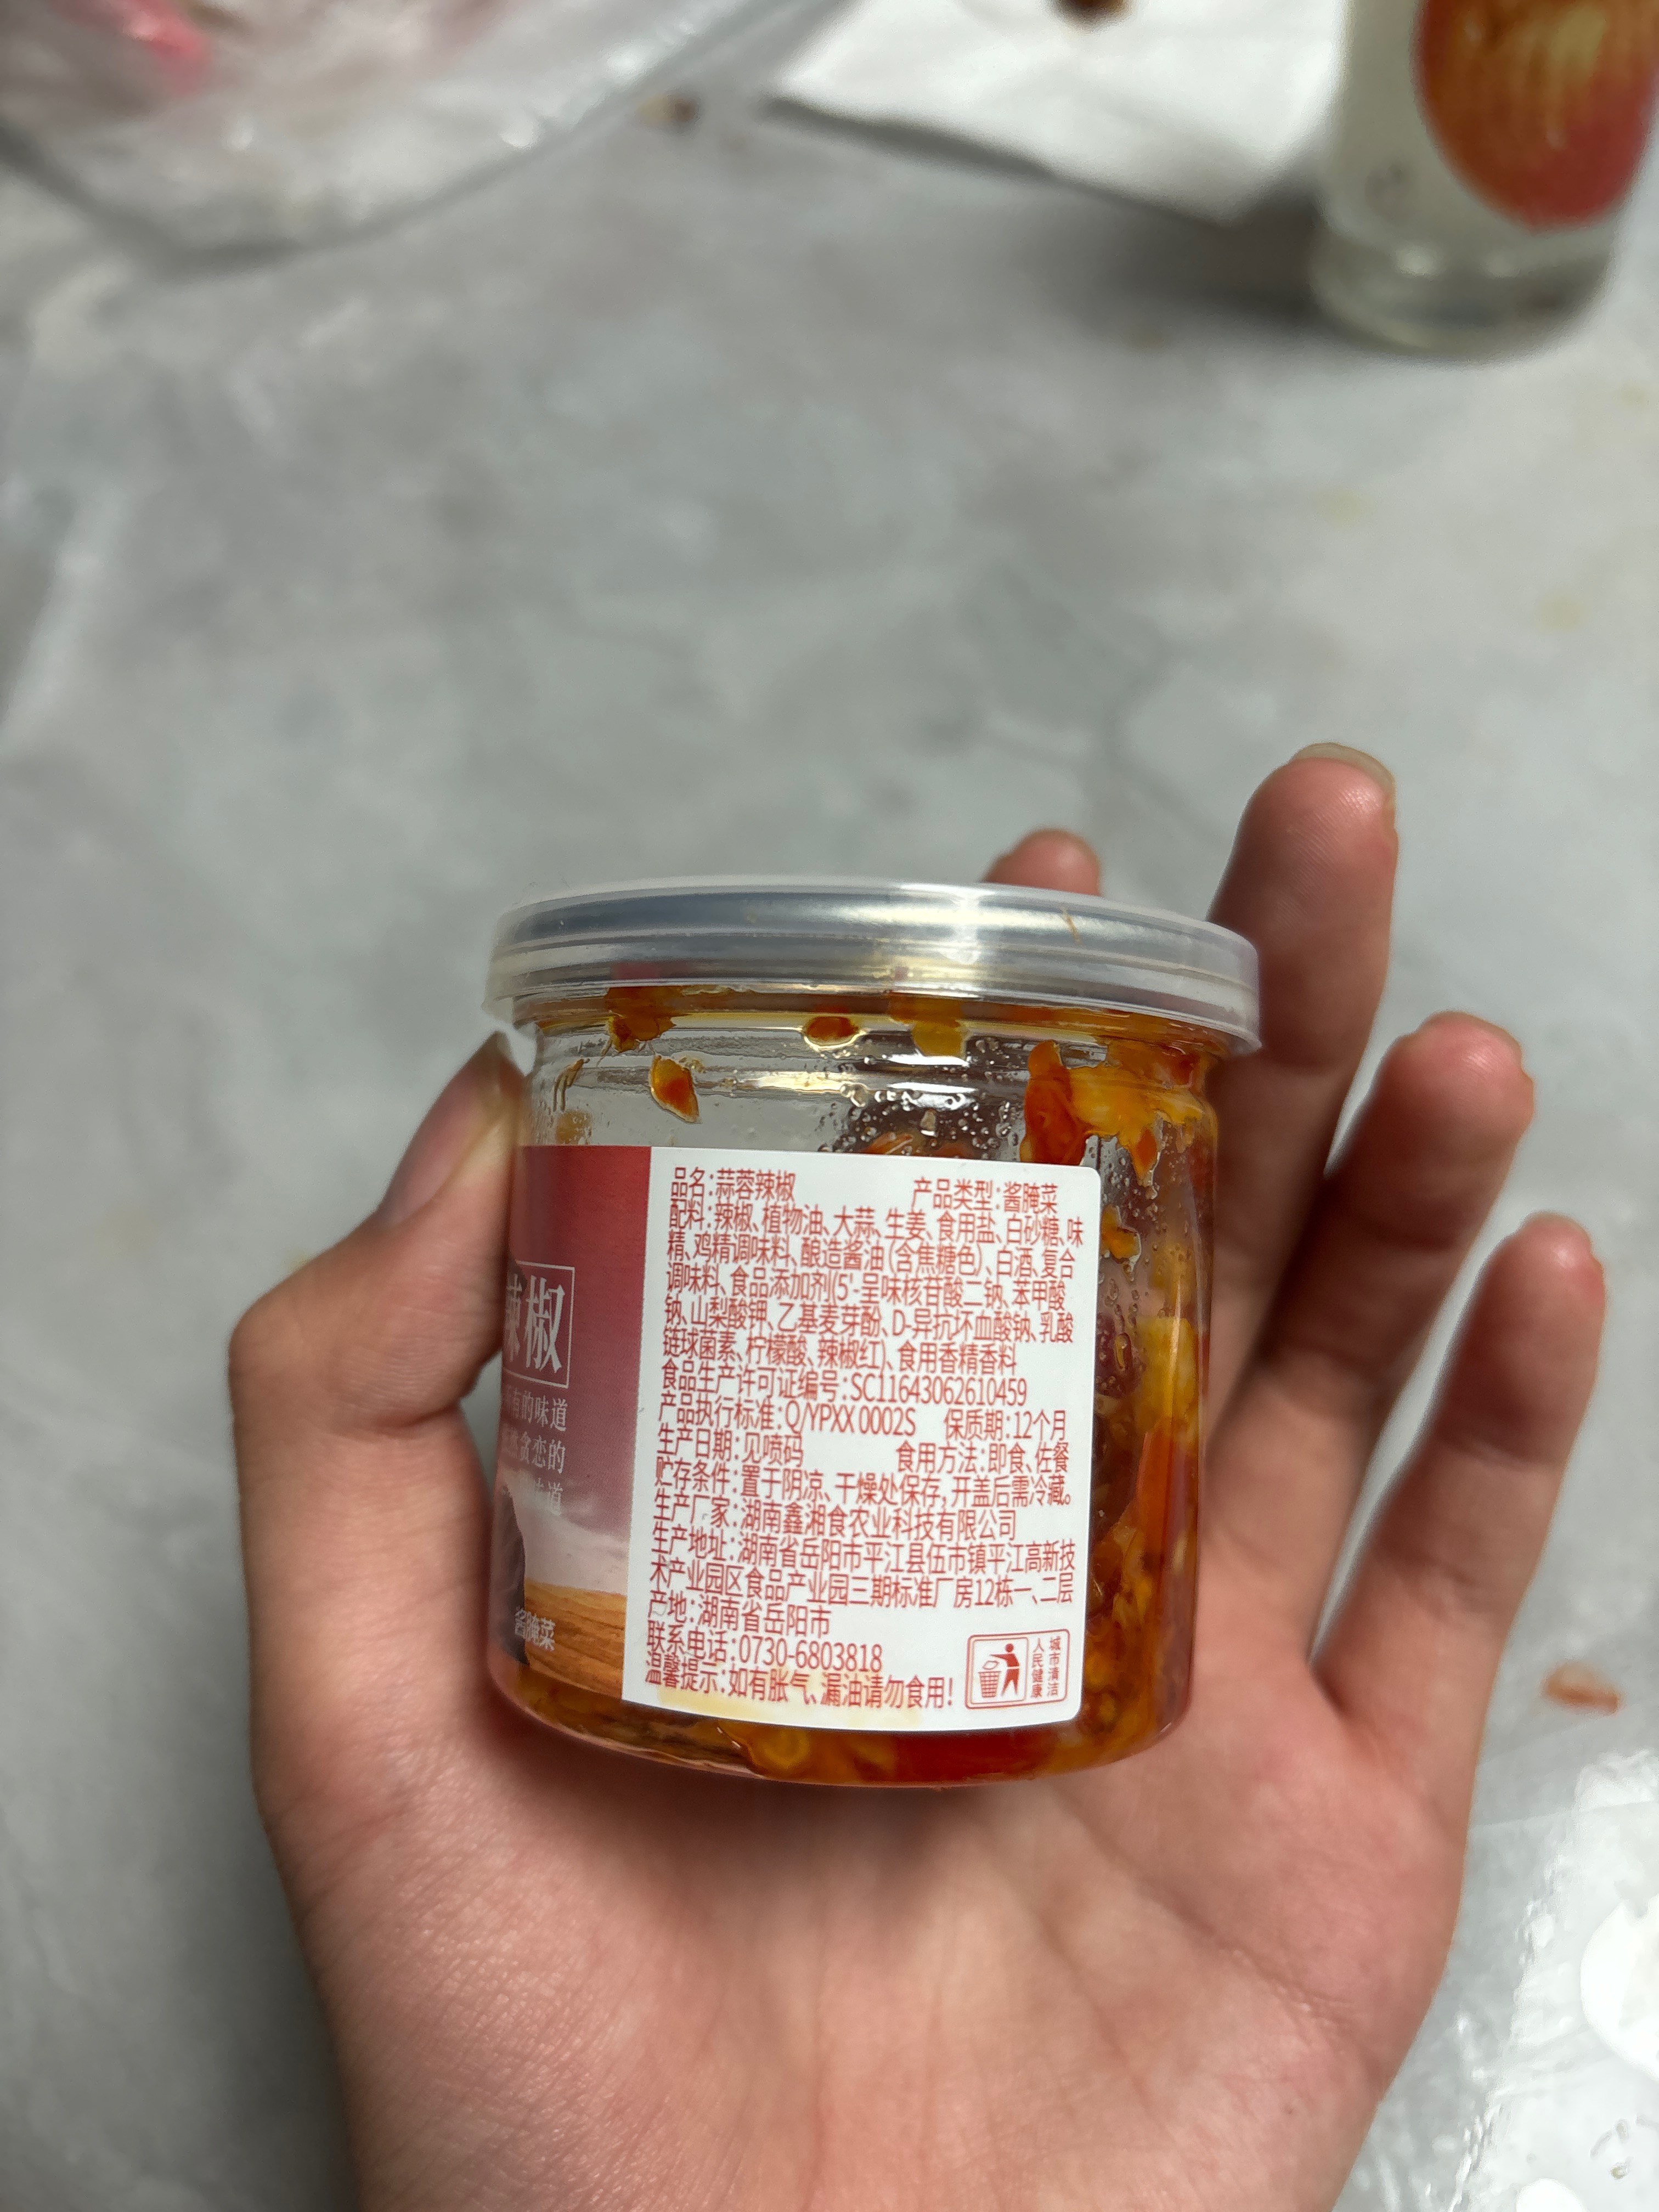 品名:蒜蓉辣椒 产品类型:酱腌菜
配料:辣椒、植物油、大蒜、生姜、食用盐、白砂糖、味
精、鸡精调味料、酿造酱油(含焦糖色)、白酒、复合
调味料、食品添加剂(5'-呈味核苷酸二钠、苯甲酸
钠、山梨酸钾、乙基麦芽酚、D-异抗坏血酸钠、乳酸
链球菌素、柠檬酸、辣椒红)、食用香精香料
食品生产许可证编号:SC11643062610459
产品执行标准:Q/YPXX 0002S 保质期:12个月
生产日期:见喷码 食用方法:即食、佐餐
贮存条件:置于阴凉、干燥处保存,开盖后需冷藏。
生产厂家:湖南鑫湘食农业科技有限公司
生产地址:湖南省岳阳市平江县伍市镇平江高新技
术产业园区食品产业园三期标准厂房12栋一、二层
产地:湖南省岳阳市
联系电话:0730-6803818
温馨提示:如有胀气、漏油请勿食用!
城市清洁
人民健康
辣椒
有的味道
贪恋的
味道
酱腌菜